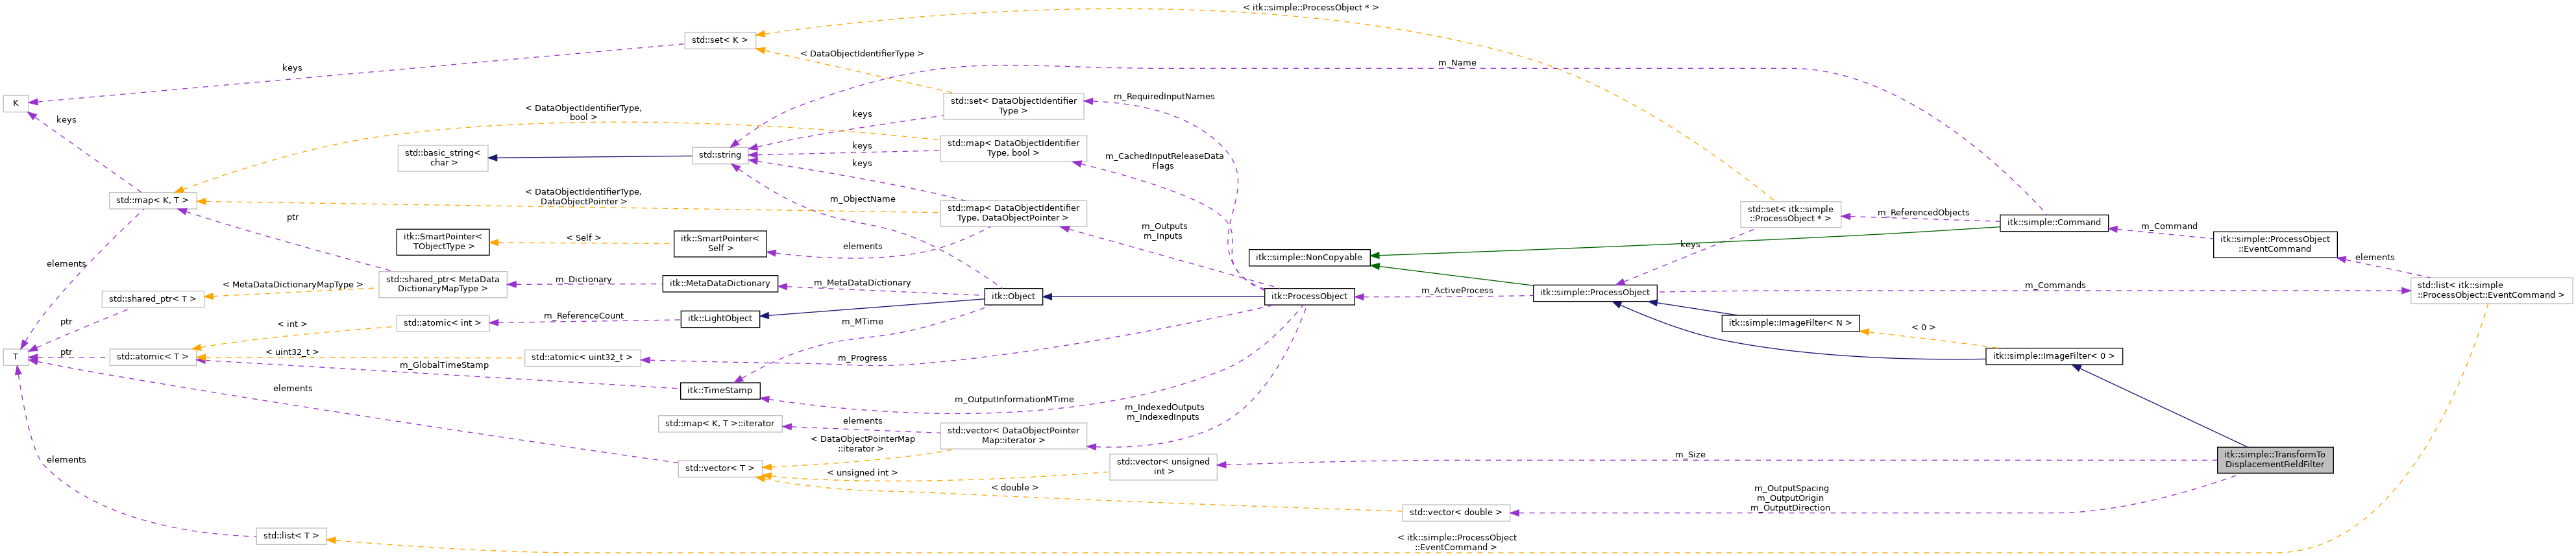 < itk::simple::ProcessObject * >
std::set< K >
< DataObjectIdentifierType >
m_Name
keys
K
std::set< DataObjectIdentifier
Type >
m_RequiredInputNames
< DataObjectIdentifierType,
bool >
keys
keys
std::basic_string<
char >
std::string
keys
std::map< DataObjectIdentifier
Type, bool >
m_CachedInputReleaseData
Flags
keys
std::map< K, T >
< DataObjectIdentifierType,
DataObjectPointer >
m_ObjectName
std::map< DataObjectIdentifier
Type, DataObjectPointer >
std::set< itk::simple
::ProcessObject * >
m_ReferencedObjects
itk::simple::Command
ptr
m_Outputs
m_Inputs
m_Command
itk::SmartPointer<
TObjectType >
< Self >
itk::SmartPointer<
Self >
elements
keys
itk::simple::ProcessObject
::EventCommand
itk::simple::NonCopyable
elements
elements
std::shared_ptr< T >
< MetaDataDictionaryMapType >
std::shared_ptr< MetaData
DictionaryMapType >
m_Dictionary
itk::MetaDataDictionary
m_MetaDataDictionary
itk::Object
itk::ProcessObject
m_ActiveProcess
itk::simple::ProcessObject
m_Commands
std::list< itk::simple
::ProcessObject::EventCommand >
ptr
< int >
std::atomic< int >
m_ReferenceCount
itk::LightObject
m_MTime
itk::simple::ImageFilter< N >
< 0 >
T
ptr
std::atomic< T >
< uint32_t >
m_GlobalTimeStamp
std::atomic< uint32_t >
m_Progress
itk::simple::ImageFilter< 0 >
elements
itk::TimeStamp
m_OutputInformationMTime
m_IndexedOutputs
m_IndexedInputs
std::map< K, T >::iterator
elements
std::vector< DataObjectPointer
Map::iterator >
< DataObjectPointerMap
::iterator >
elements
std::vector< T >
< unsigned int >
std::vector< unsigned
int >
m_Size
itk::simple::TransformTo
DisplacementFieldFilter
< double >
std::vector< double >
m_OutputSpacing
m_OutputOrigin
m_OutputDirection
std::list< T >
< itk::simple::ProcessObject
::EventCommand >